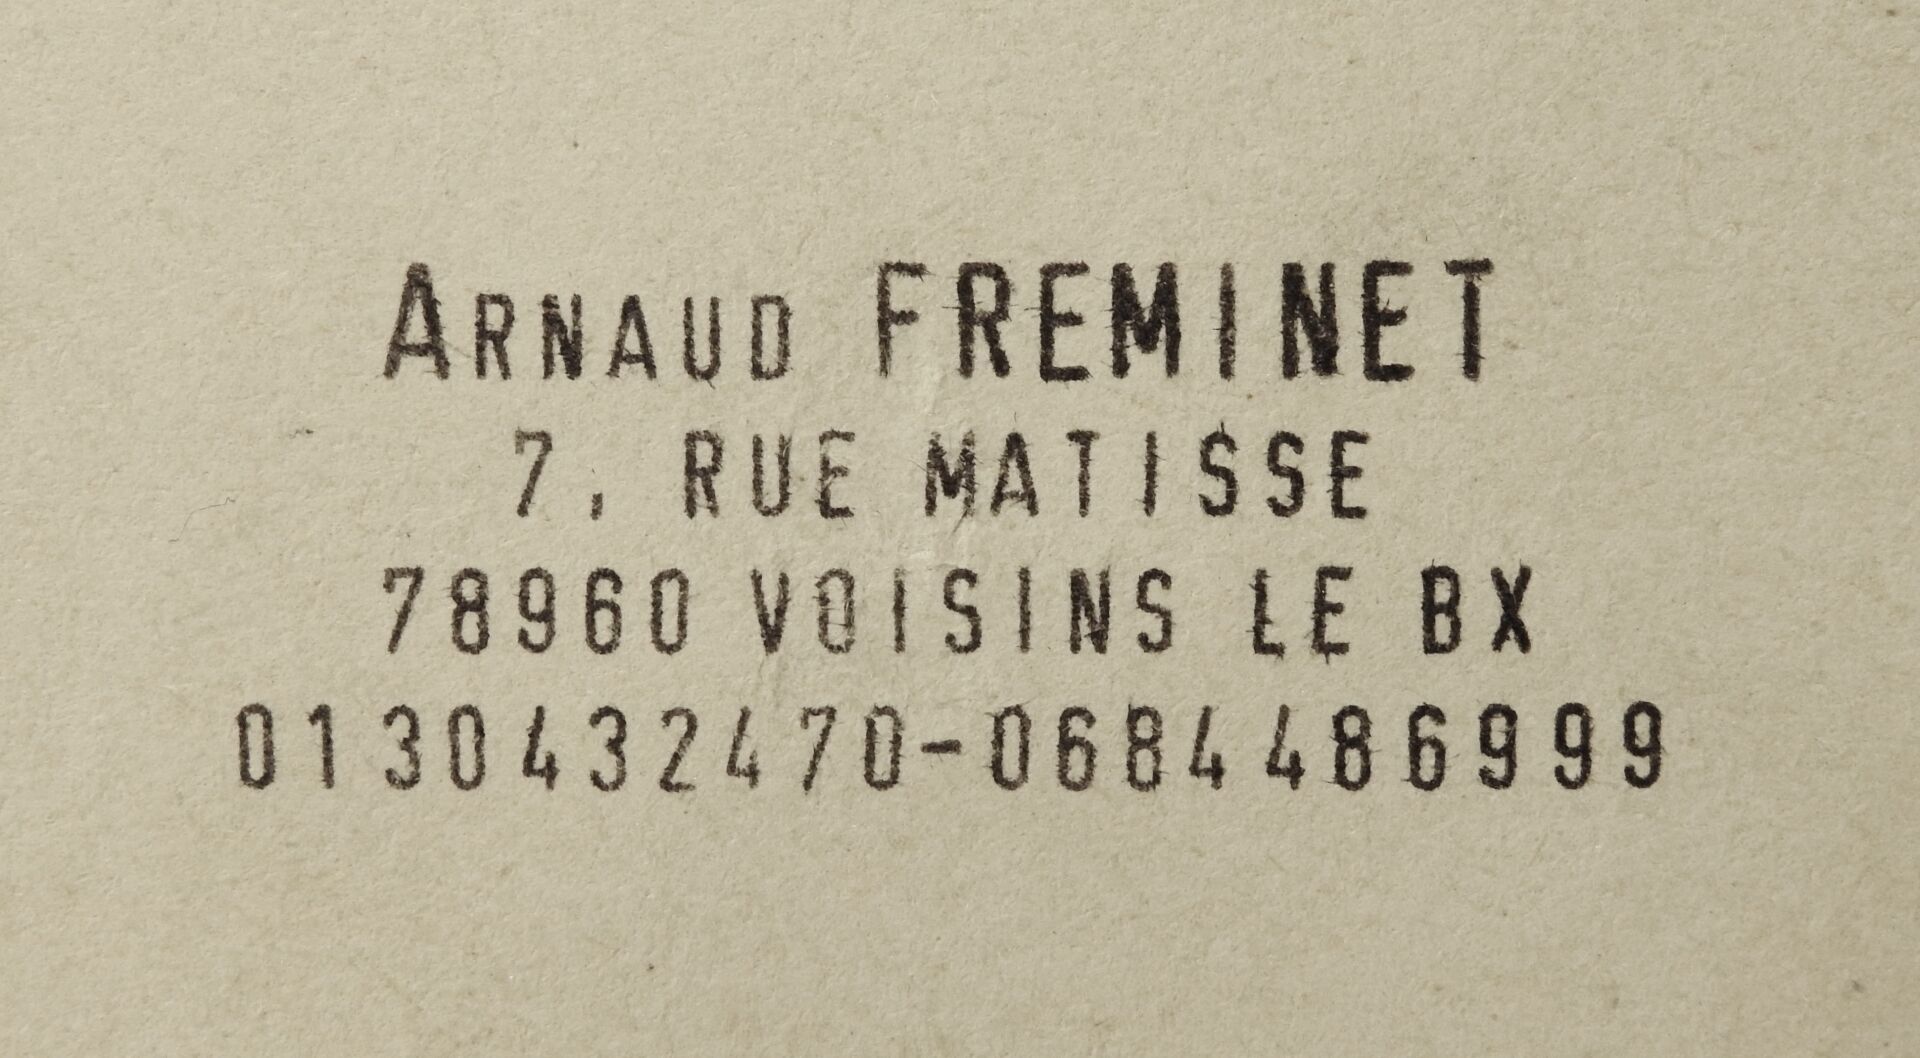 ARNAUD FREMINET
7, RUE MATISSE
78960 VOISINS LE BX
0130432470-0684486999